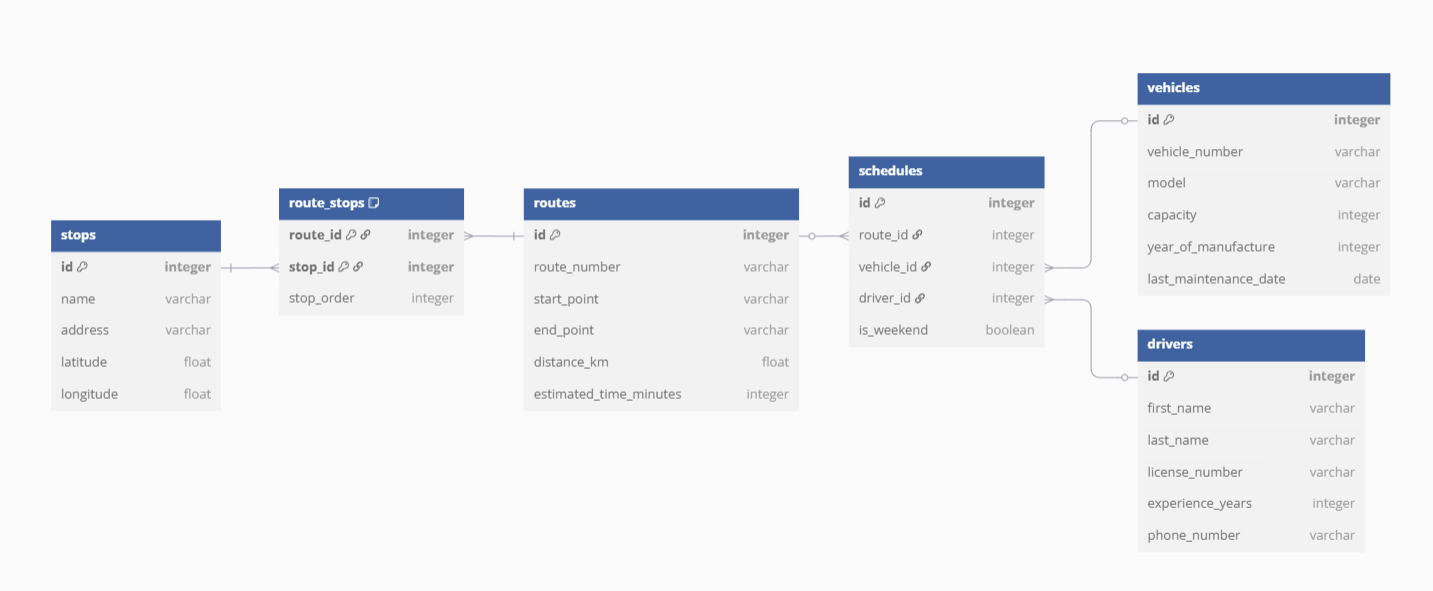 stops
id integer
name varchar
address varchar
latitude float
longitude float
route_stops
route_id integer
stop_id integer
stop_order integer
routes
id integer
route_number varchar
start_point varchar
end_point varchar
distance_km float
estimated_time_minutes integer
schedules
id integer
route_id integer
vehicle_id integer
driver_id integer
is_weekend boolean
vehicles
id integer
vehicle_number varchar
model varchar
capacity integer
year_of_manufacture integer
last_maintenance_date date
drivers
id integer
first_name varchar
last_name varchar
license_number varchar
experience_years integer
phone_number varchar